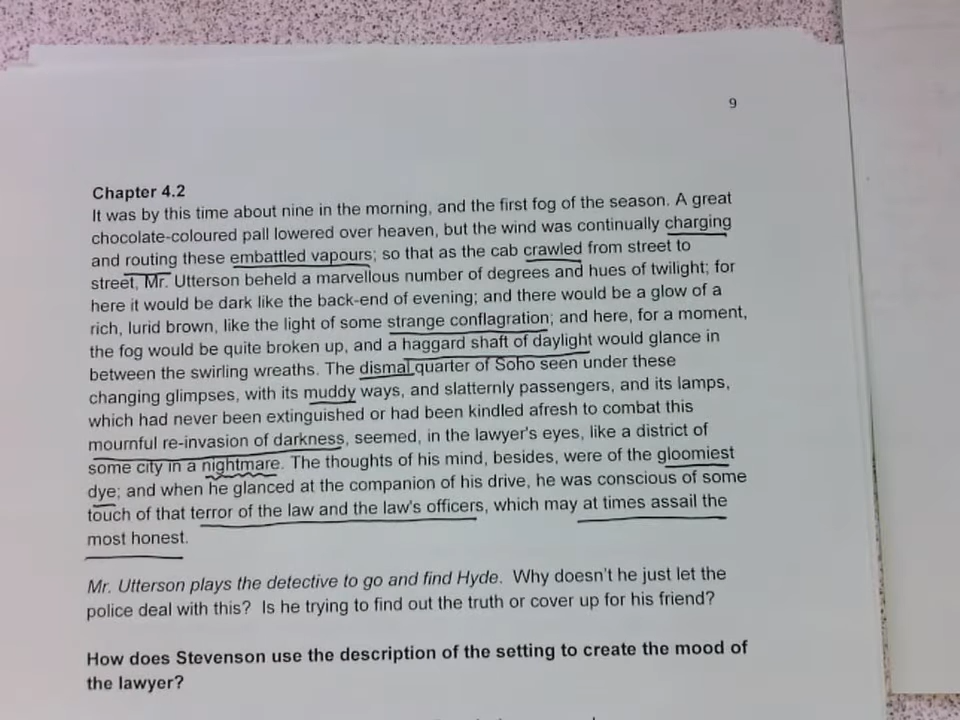 9
Chapter 4.2
It was by this time about nine in the morning, and the first fog of the season. A great
chocolate-coloured pall lowered over heaven, but the wind was continually charging
and routing these embattled vapours; so that as the cab crawled from street to
street, Mr. Utterson beheld a marvellous number of degrees and hues of twilight; for
here it would be dark like the back-end of evening; and there would be a glow of a
rich, lurid brown, like the light of some strange conflagration; and here, for a moment,
the fog would be quite broken up, and a haggard shaft of daylight would glance in
between the swirling wreaths. The dismal quarter of Soho seen under these
changing glimpses, with its muddy ways, and slatternly passengers, and its lamps,
which had never been extinguished or had been kindled afresh to combat this
mournful re-invasion of darkness, seemed, in the lawyer's eyes, like a district of
some city in a nightmare. The thoughts of his mind, besides, were of the gloomiest
dye; and when he glanced at the companion of his drive, he was conscious of some
touch of that terror of the law and the law's officers, which may at times assail the
most honest.
Mr. Utterson plays the detective to go and find Hyde. Why doesn't he just let the
police deal with this? Is he trying to find out the truth or cover up for his friend?
How does Stevenson use the description of the setting to create the mood of
the lawyer?